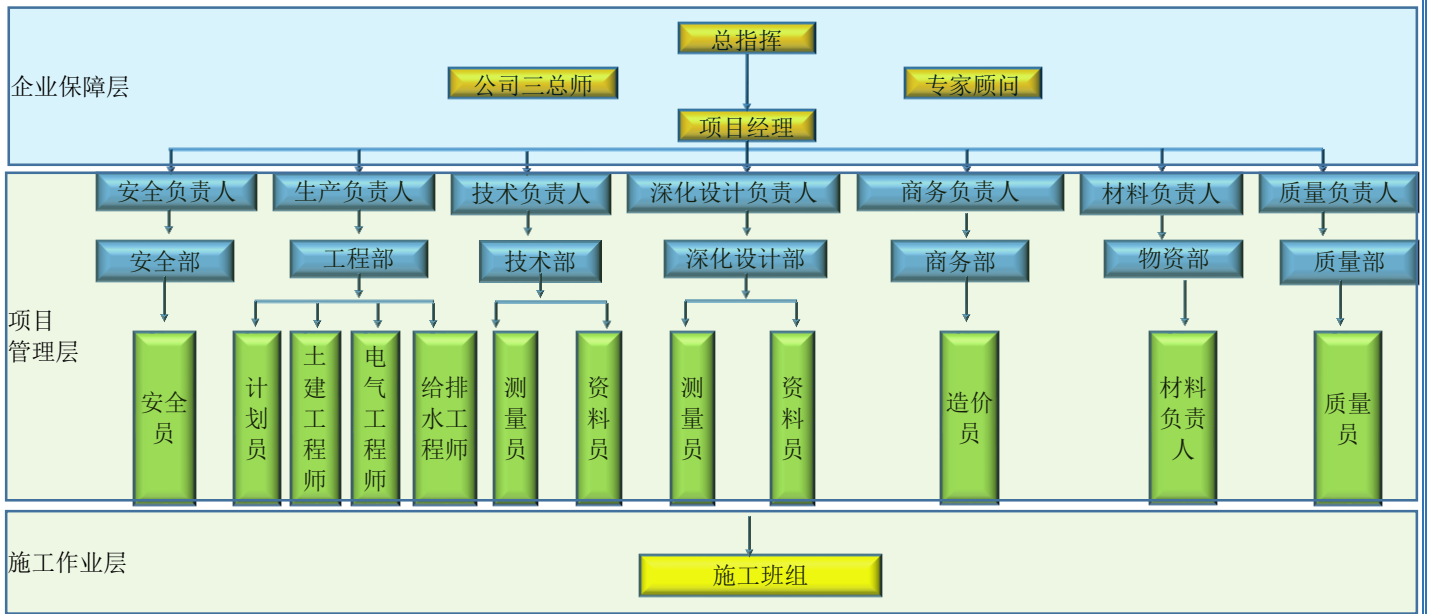 总指挥
企业保障层
公司三总师
专家顾问
项目经理
安全负责人
生产负责人
技术负责人
深化设计负责人
商务负责人
材料负责人
质量负责人
安全部
工程部
技术部
深化设计部
商务部
物资部
质量部
项目
管理层
安全
员
计划员
土建工程师
电气工程师
给排
水工
程师
测量员
资料员
测量员
资料员
造价
员
材料
负责
人
质量
员
施工作业层
施工班组